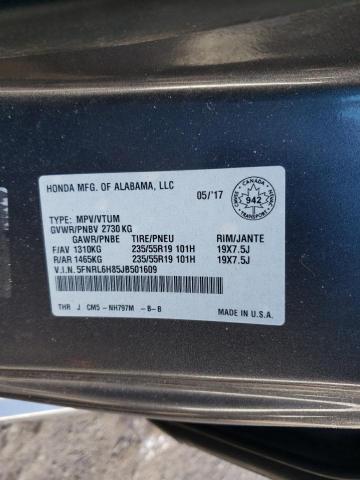 HONDA MFG. OF ALABAMA, LLC
05/'17
CANADA
942
TRANSPORT
TYPE: MPV/VTUM
GVWR/PNBV 2730 KG
GAWR/PNBE TIRE/PNEU RIM/JANTE
F/AV 1310KG 235/55R19 101H 19X7.5J
R/AR 1465KG 235/55R19 101H 19X7.5J
V.I.N. 5FNRL6H85JB501609
THR J CM5 -NH797M -B-B
MADE IN U.S.A.